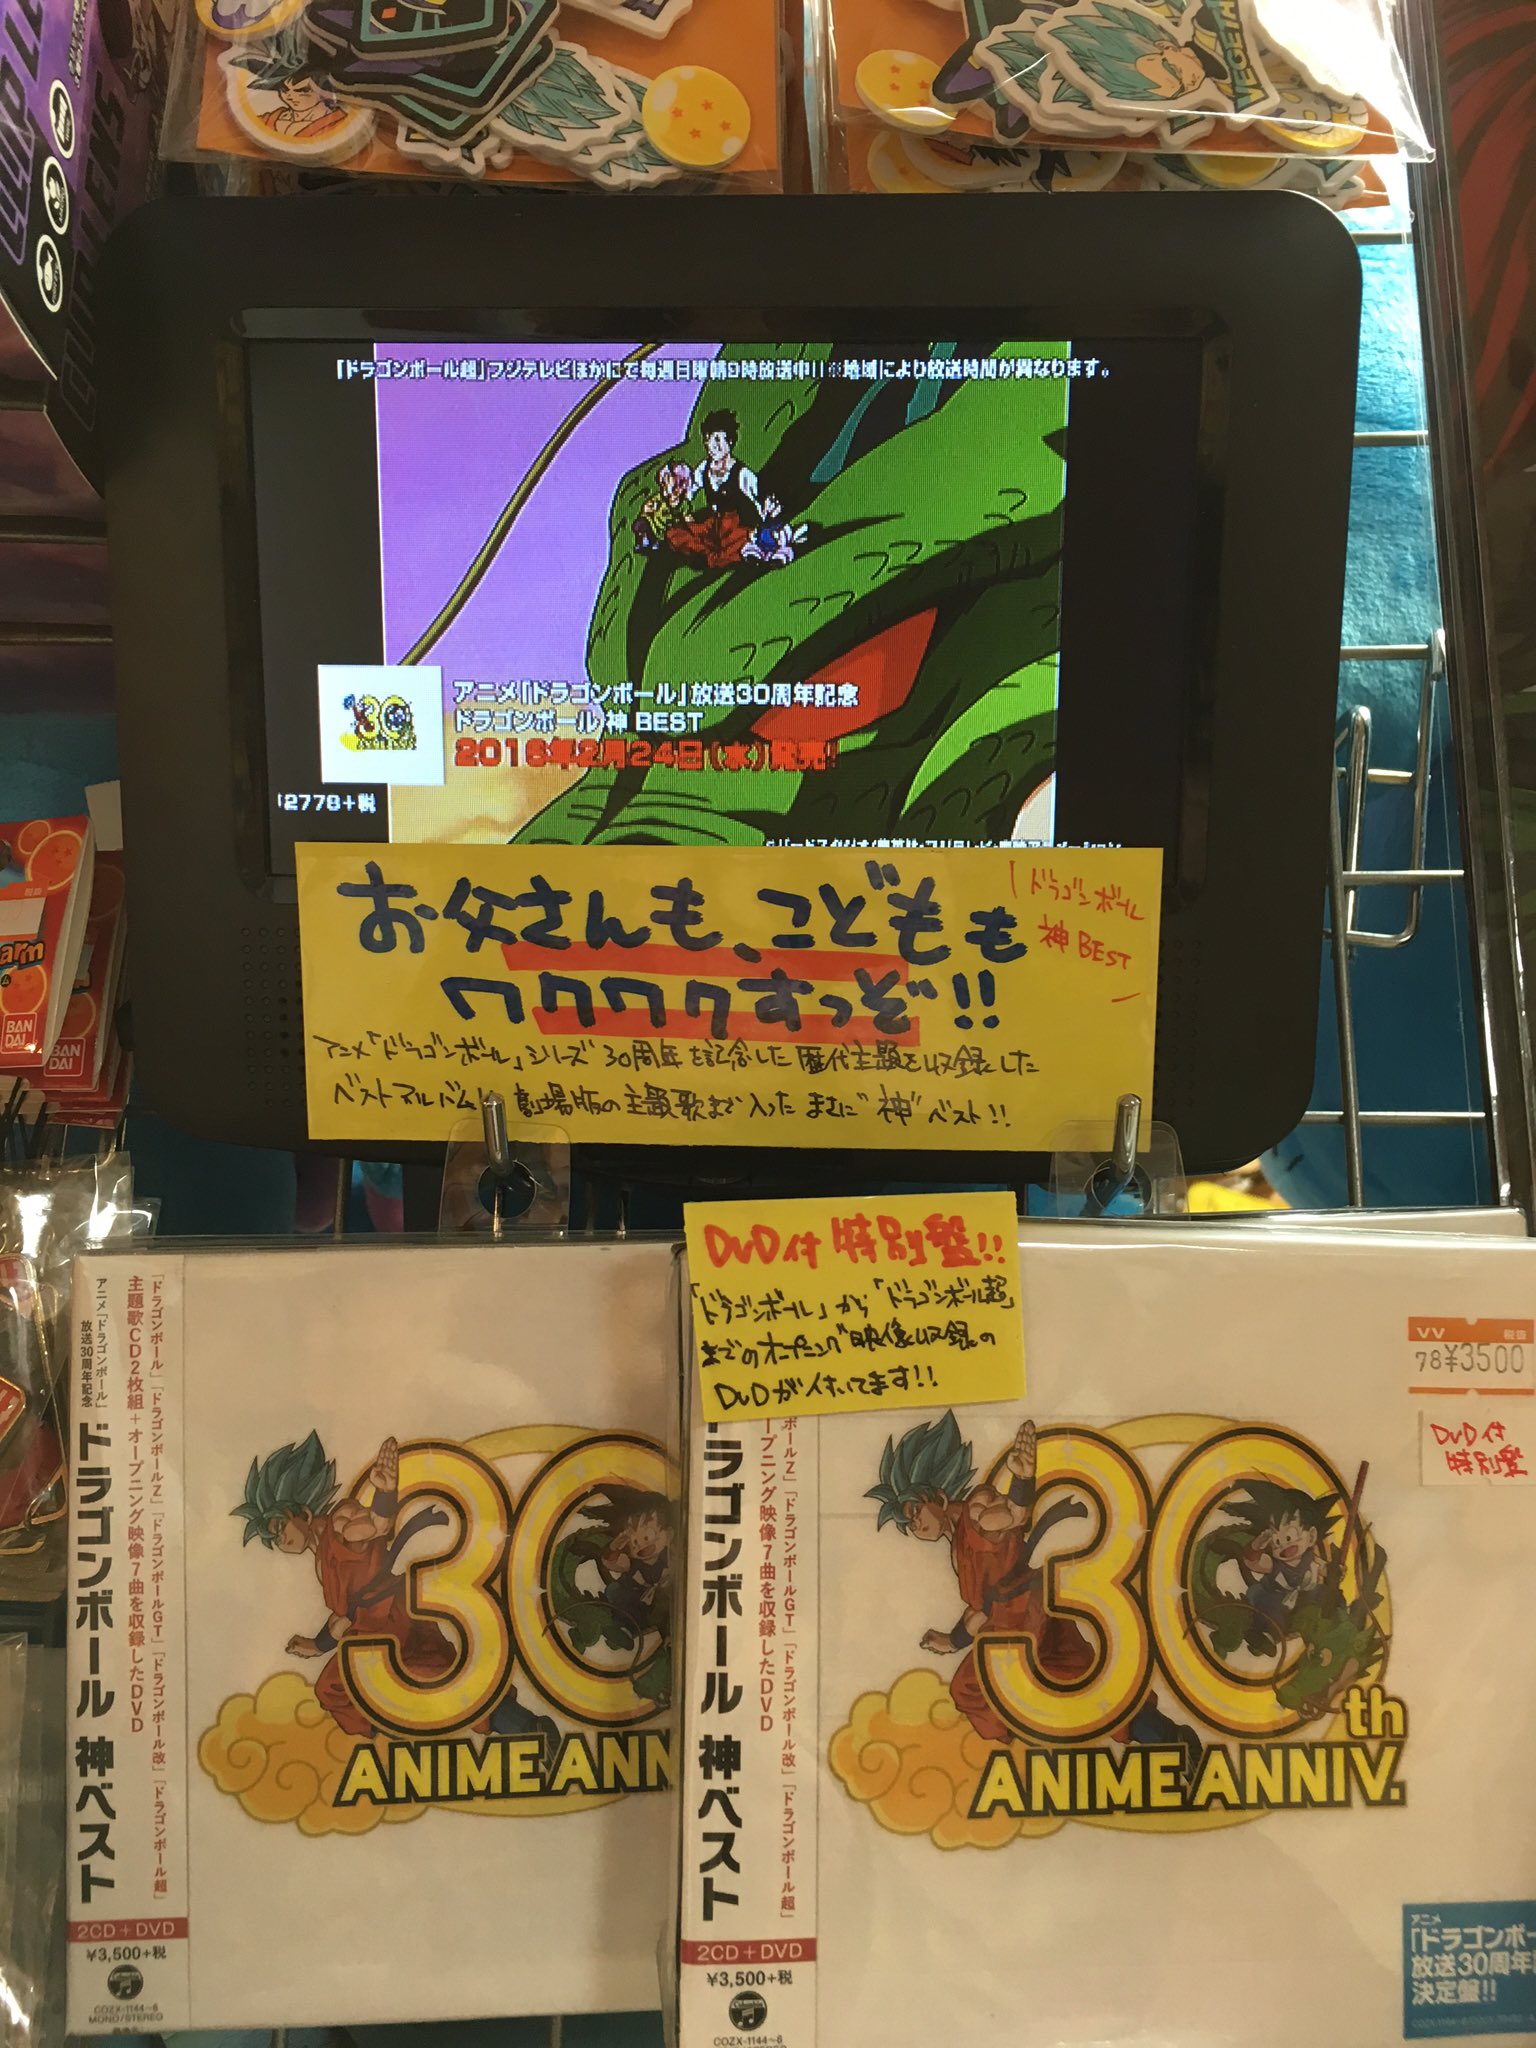 VEGETA
「ドラゴンボール超」フジテレビほかにて毎週日曜朝9時放送中!!※地域により放送時間が異なります。
アニメ「ドラゴンボール」放送30周年記念
ドラゴンボール 神 BEST
2016年2月24日(水)発売!
2778+税
お父さんも、こどもも
ワクワクすっぞ!!
ドラゴンボール
神 BEST
アニメ「ドラゴンボール」シリーズ 30周年を記念した歴代主題を収録した
ベストアルバム 劇場版の主題歌まで入った まさに"神"ベスト!!
BAN
DAI
BAN
DAI
DVD付 特別盤!!
「ドラゴンボール」から「ドラゴンボール超」
までのオープニング映像収録の
DVDが付いてます!!
VV 税抜
78¥3500
DVD付
特別盤
「ドラゴンボール」「ドラゴンボールZ」「ドラゴンボールGT」「ドラゴンボール改」「ドラゴンボール超」
主題歌CD2枚組+オープニング映像7曲を収録したDVD
アニメ「ドラゴンボール」
放送30周年記念
ドラゴンボール 神ベスト
2CD+DVD
¥3,500+税
Columbia
COZX-1144~6
MONO/STEREO
30
ANIME ANN
ボールZ」「ドラゴンボールGT」「ドラゴンボール改」「ドラゴンボール超」
ープニング映像7曲を収録したDVD
ラゴンボール 神ベスト
2CD+DVD
¥3,500+税
COZX-1144~6
MONO/STEREO
30th
ANIME ANNIV.
アニメ
「ドラゴンボー
放送30周年
決定盤!!